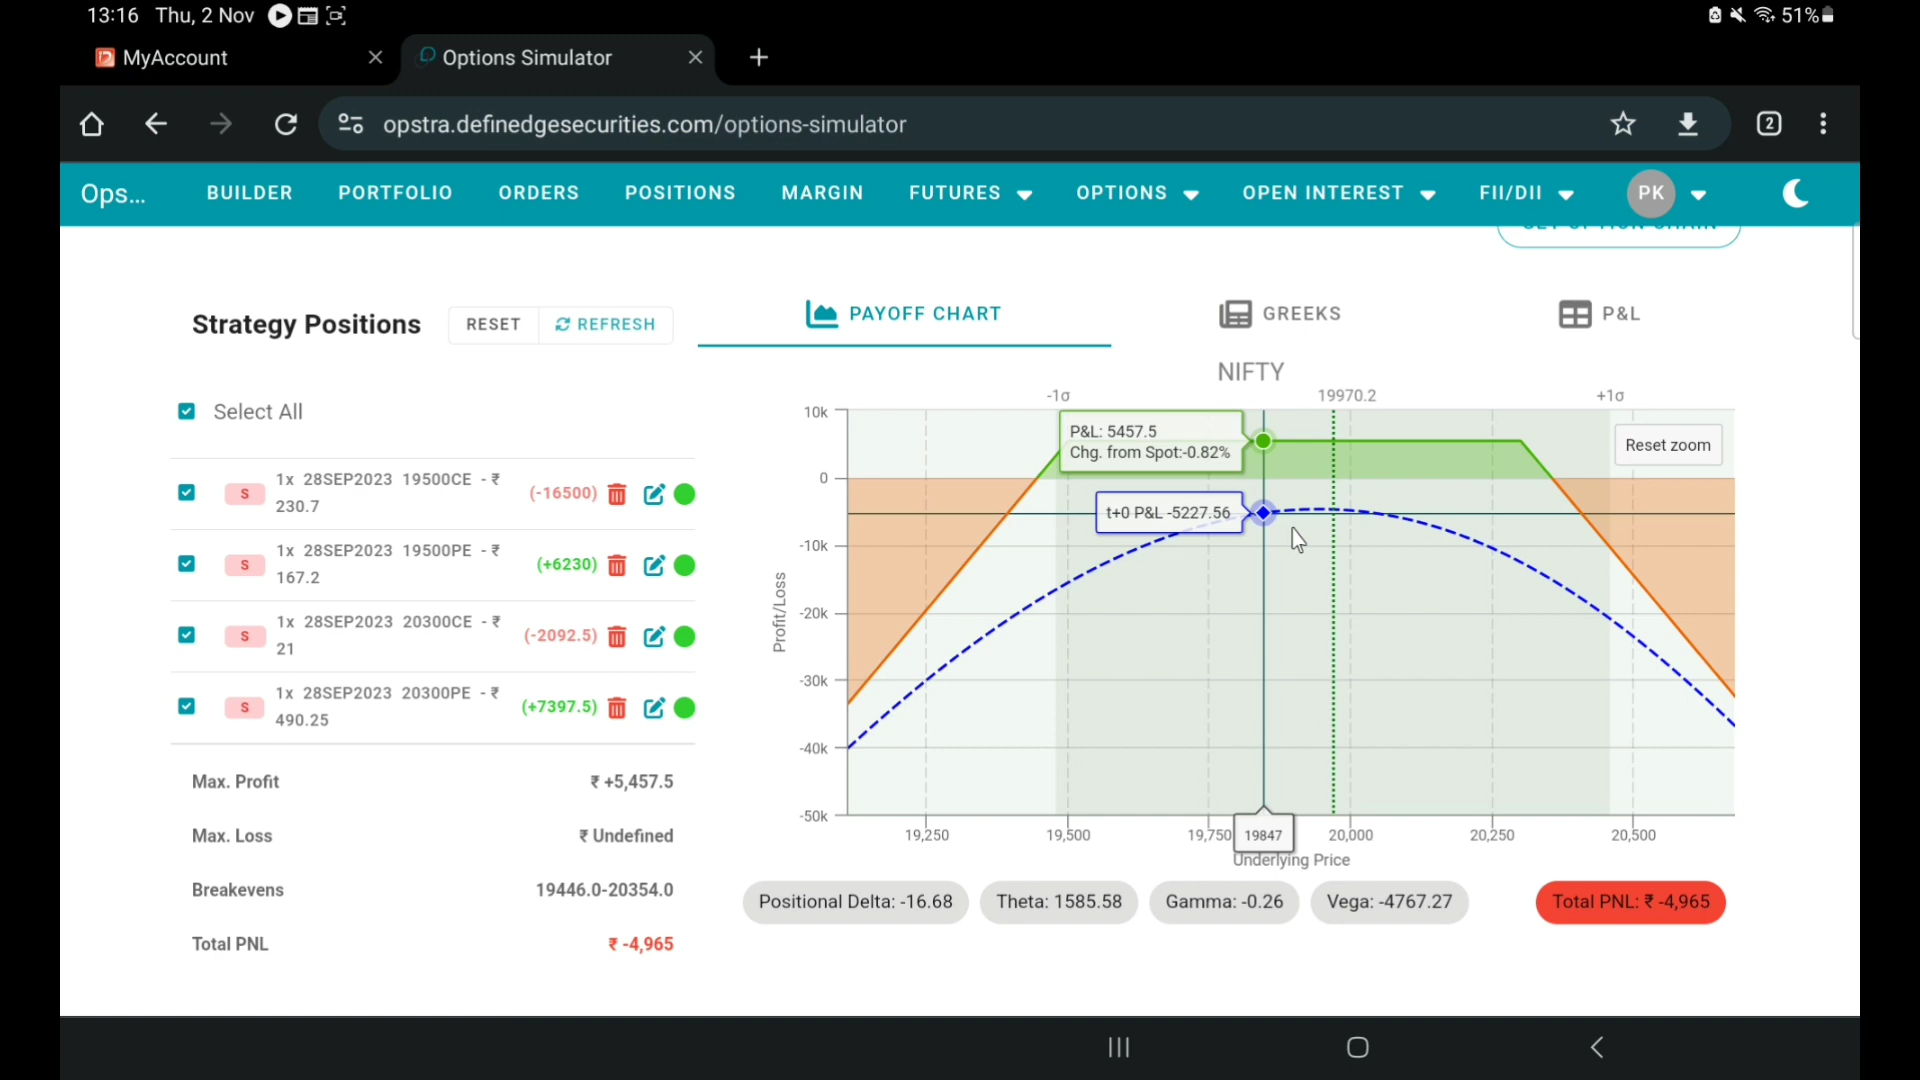 13:16 Thu, 2 Nov
51%
MyAccount
Options Simulator
opstra.definedgesecurities.com/options-simulator
2
Ops...
BUILDER
PORTFOLIO
ORDERS
POSITIONS
MARGIN
FUTURES
OPTIONS
OPEN INTEREST
FII/DII
PK
Strategy Positions
RESET
REFRESH
Select All
S
1x 28SEP2023 19500CE - ₹
230.7
(-16500)
S
1x 28SEP2023 19500PE - ₹
167.2
(+6230)
S
1x 28SEP2023 20300CE - ₹
21
(-2092.5)
S
1x 28SEP2023 20300PE - ₹
490.25
(+7397.5)
Max. Profit
₹ +5,457.5
Max. Loss
₹ Undefined
Breakevens
19446.0-20354.0
Total PNL
₹ -4,965
PAYOFF CHART
GREEKS
P&L
NIFTY
-1σ
19970.2
+1σ
10k
0
-10k
-20k
-30k
-40k
-50k
Profit/Loss
P&L: 5457.5
Chg. from Spot:-0.82%
t+0 P&L -5227.56
Reset zoom
19,250
19,500
19,750
19847
20,000
20,250
20,500
Underlying Price
Positional Delta: -16.68
Theta: 1585.58
Gamma: -0.26
Vega: -4767.27
Total PNL: ₹ -4,965